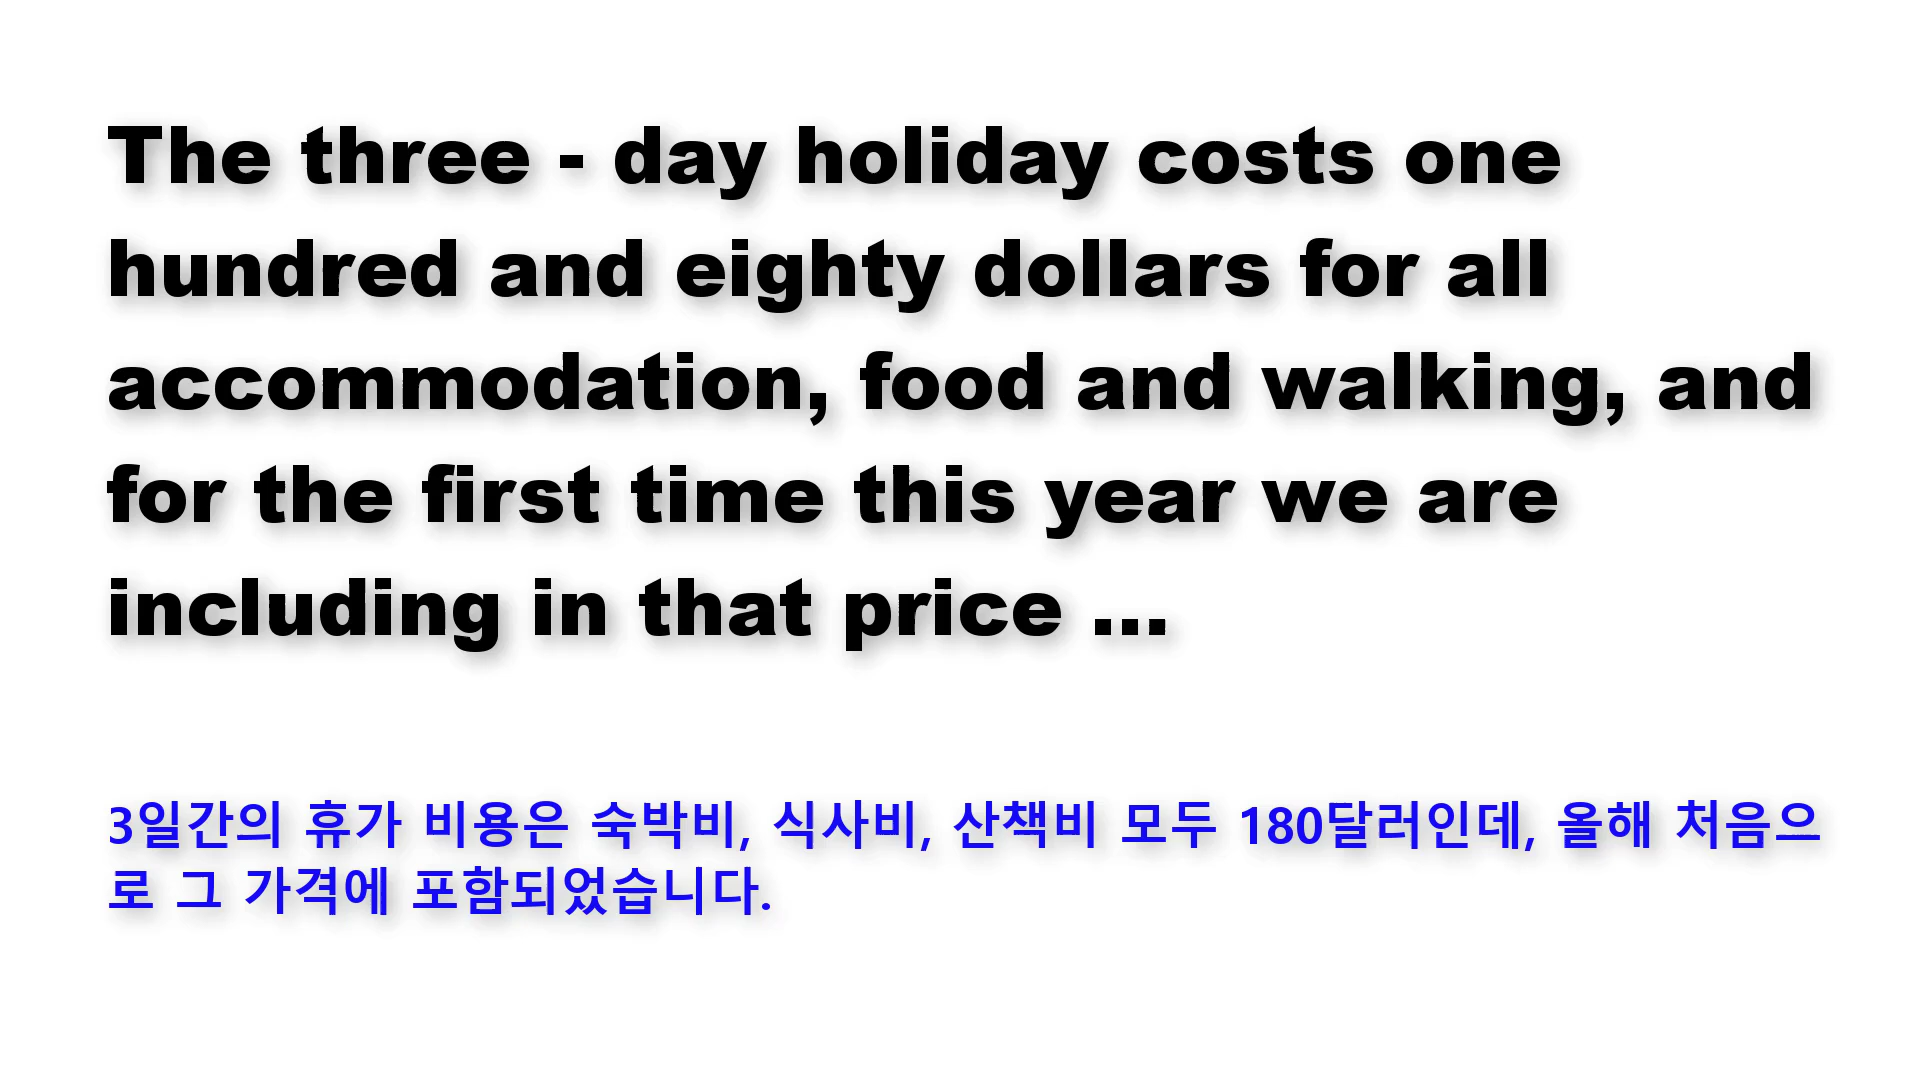 The three - day holiday costs one
hundred and eighty dollars for all
accommodation, food and walking, and
for the first time this year we are
including in that price ...
3일간의 휴가 비용은 숙박비, 식사비, 산책비 모두 180달러인데, 올해 처음으
로 그 가격에 포함되었습니다.